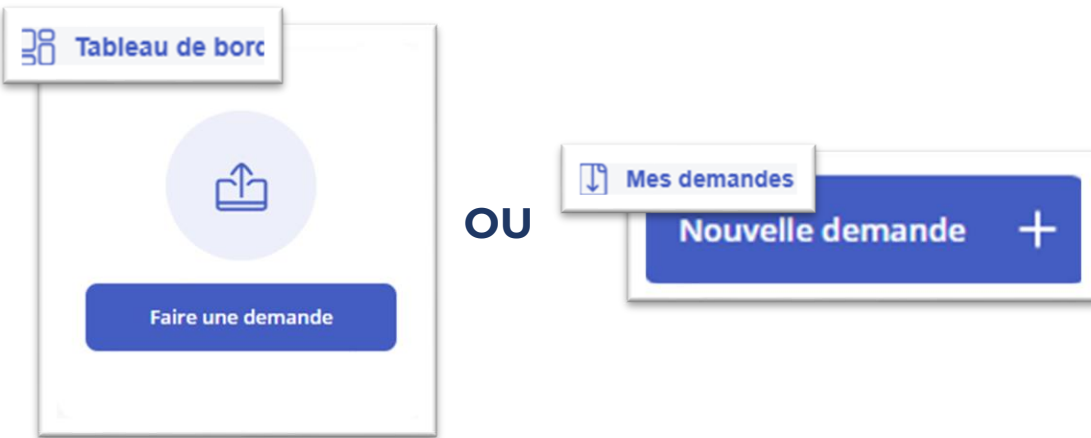 Tableau de bord
Faire une demande
OU
Mes demandes
Nouvelle demande